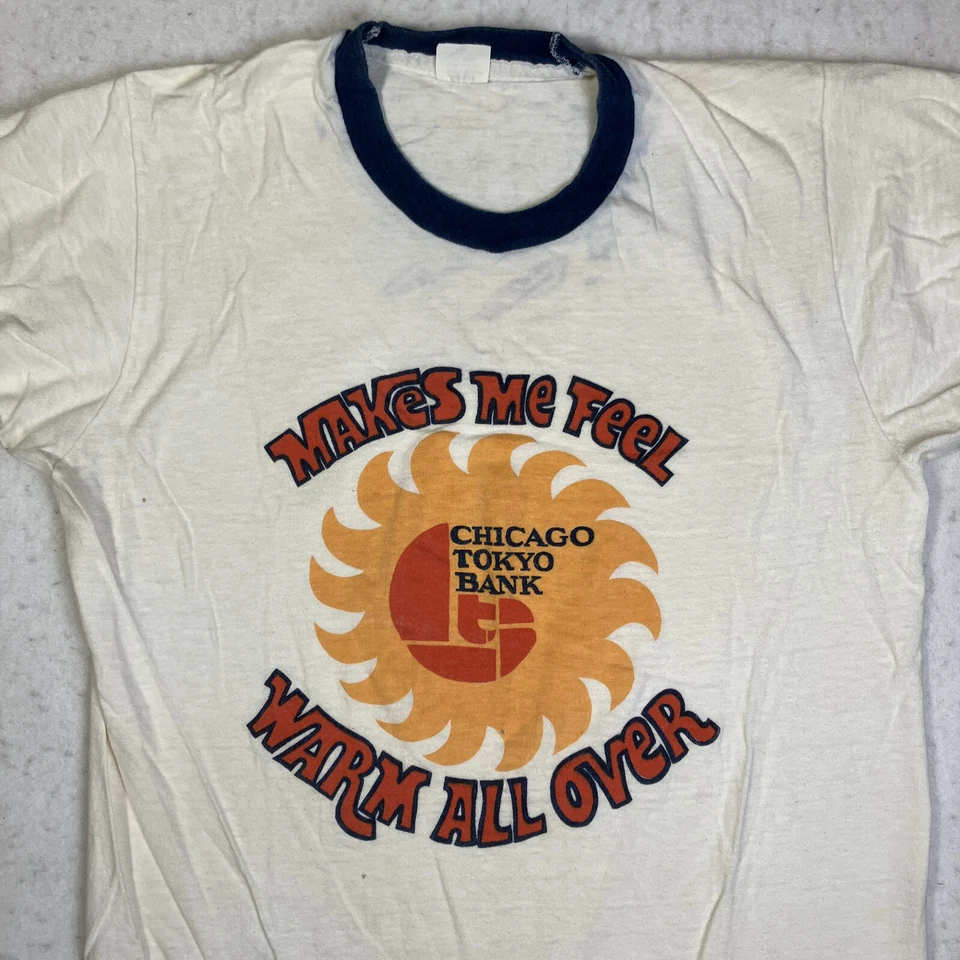 MAKeS Me FeeL
CHICAGO
TOKYO
BANK
WARM ALL OVeR